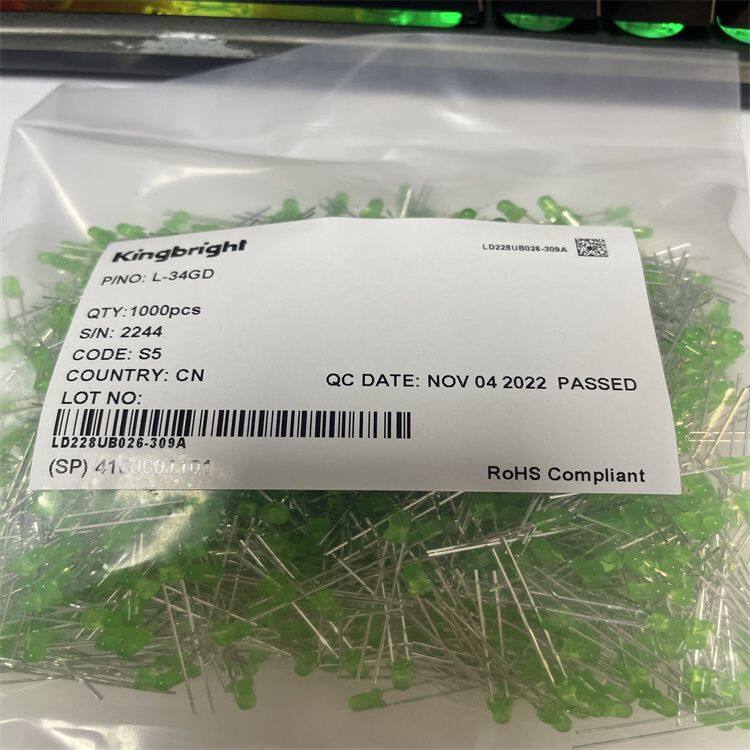 Kingbright
LD228UB026-309A
P/NO: L-34GD
QTY:1000pcs
S/N: 2244
CODE: S5
COUNTRY: CN
QC DATE: NOV 04 2022 PASSED
LOT NO:
LD228UB026-309A
(SP)
RoHS Compliant